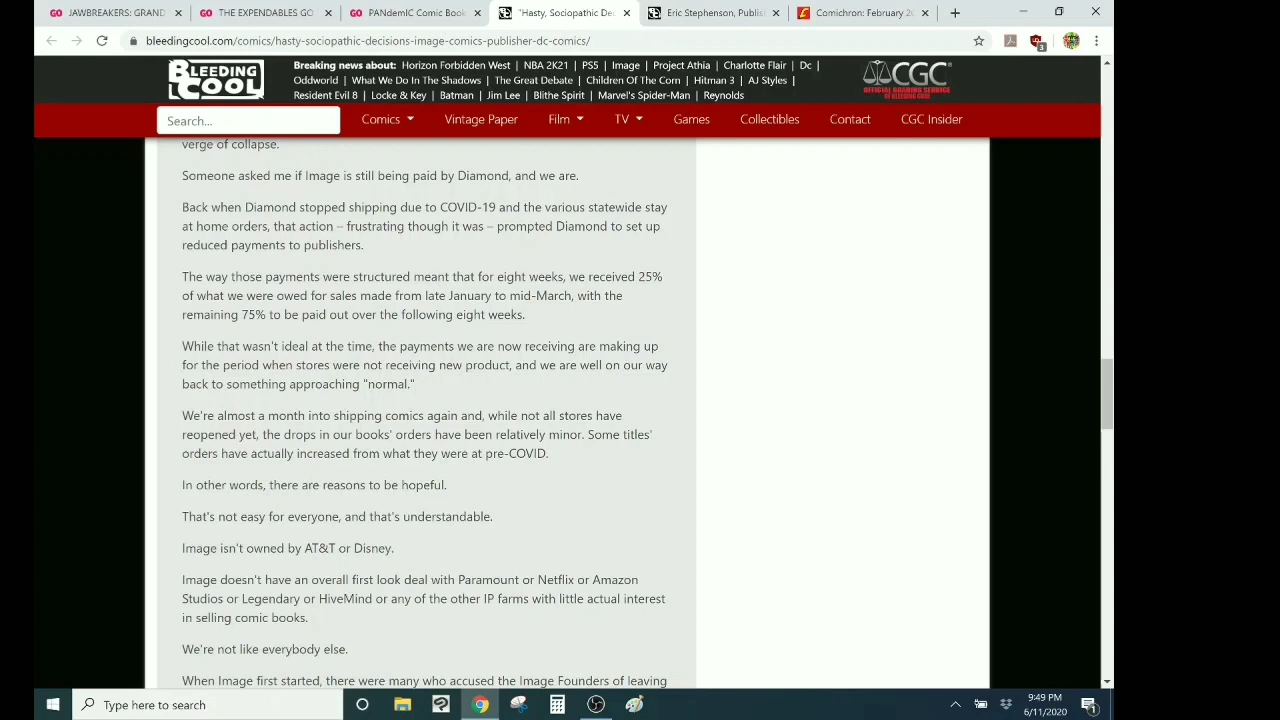 JAWBREAKERS: GRAND
THE EXPENDABLES GO
PANdemIC Comic Book
"Hasty, Sociopathic De
Eric Stephenson, Publis
Comichron: February 20
bleedingcool.com/comics/hasty-sociopathic-decisions-image-comics-publisher-dc-comics/
3
BLEEDING
COOL
Breaking news about: Horizon Forbidden West | NBA 2K21 | PS5 | Image | Project Athia | Charlotte Flair | Dc |
Oddworld | What We Do In The Shadows | The Great Debate | Children Of The Corn | Hitman 3 | AJ Styles |
Resident Evil 8 | Locke & Key | Batman | Jim Lee | Blithe Spirit | Marvel's Spider-Man | Reynolds
CGC
OFFICIAL GRADING SERVICE
OF BLEEDING COOL
Search...
Comics
Vintage Paper
Film
TV
Games
Collectibles
Contact
CGC Insider
verge of collapse.
Someone asked me if Image is still being paid by Diamond, and we are.
Back when Diamond stopped shipping due to COVID-19 and the various statewide stay
at home orders, that action – frustrating though it was – prompted Diamond to set up
reduced payments to publishers.
The way those payments were structured meant that for eight weeks, we received 25%
of what we were owed for sales made from late January to mid-March, with the
remaining 75% to be paid out over the following eight weeks.
While that wasn't ideal at the time, the payments we are now receiving are making up
for the period when stores were not receiving new product, and we are well on our way
back to something approaching "normal."
We're almost a month into shipping comics again and, while not all stores have
reopened yet, the drops in our books' orders have been relatively minor. Some titles'
orders have actually increased from what they were at pre-COVID.
In other words, there are reasons to be hopeful.
That's not easy for everyone, and that's understandable.
Image isn't owned by AT&T or Disney.
Image doesn't have an overall first look deal with Paramount or Netflix or Amazon
Studios or Legendary or HiveMind or any of the other IP farms with little actual interest
in selling comic books.
We're not like everybody else.
When Image first started, there were many who accused the Image Founders of leaving
Type here to search
9:49 PM
6/11/2020
1